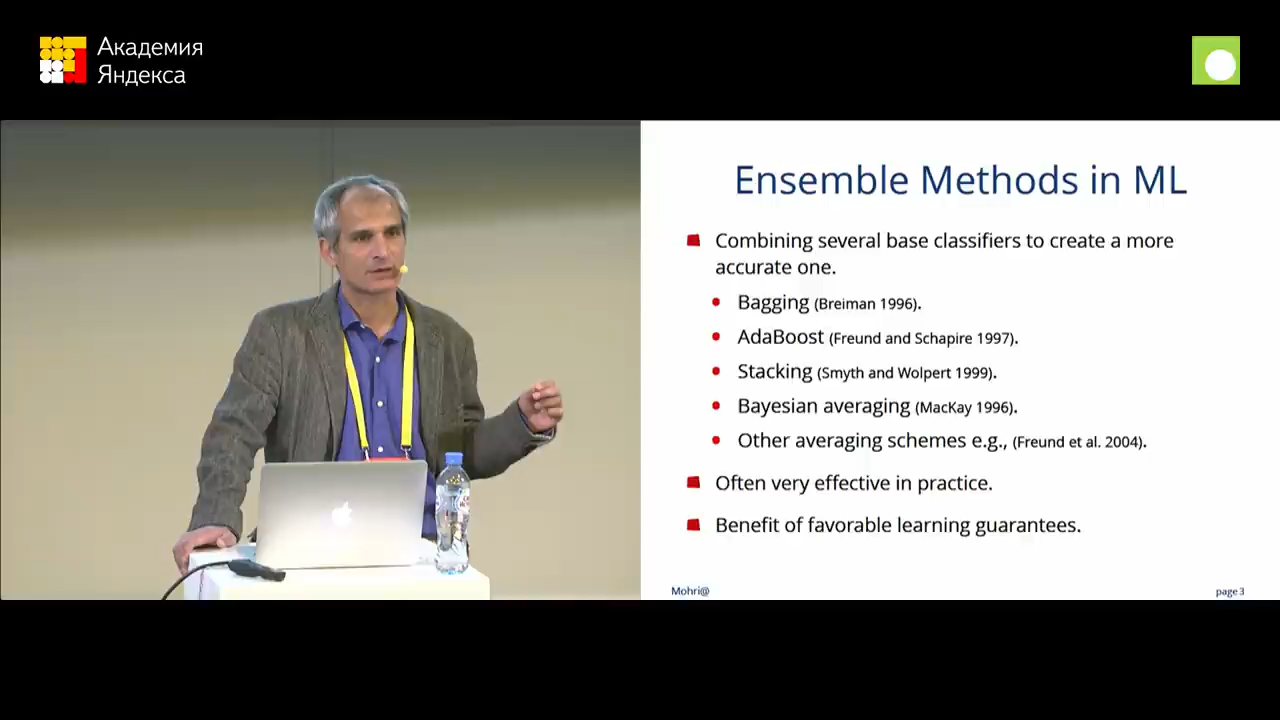 Академия
Яндекса
Ensemble Methods in ML
Combining several base classifiers to create a more
accurate one.
Bagging (Breiman 1996).
AdaBoost (Freund and Schapire 1997).
Stacking (Smyth and Wolpert 1999).
Bayesian averaging (MacKay 1996).
Other averaging schemes e.g., (Freund et al. 2004).
Often very effective in practice.
Benefit of favorable learning guarantees.
Mohri@
page 3